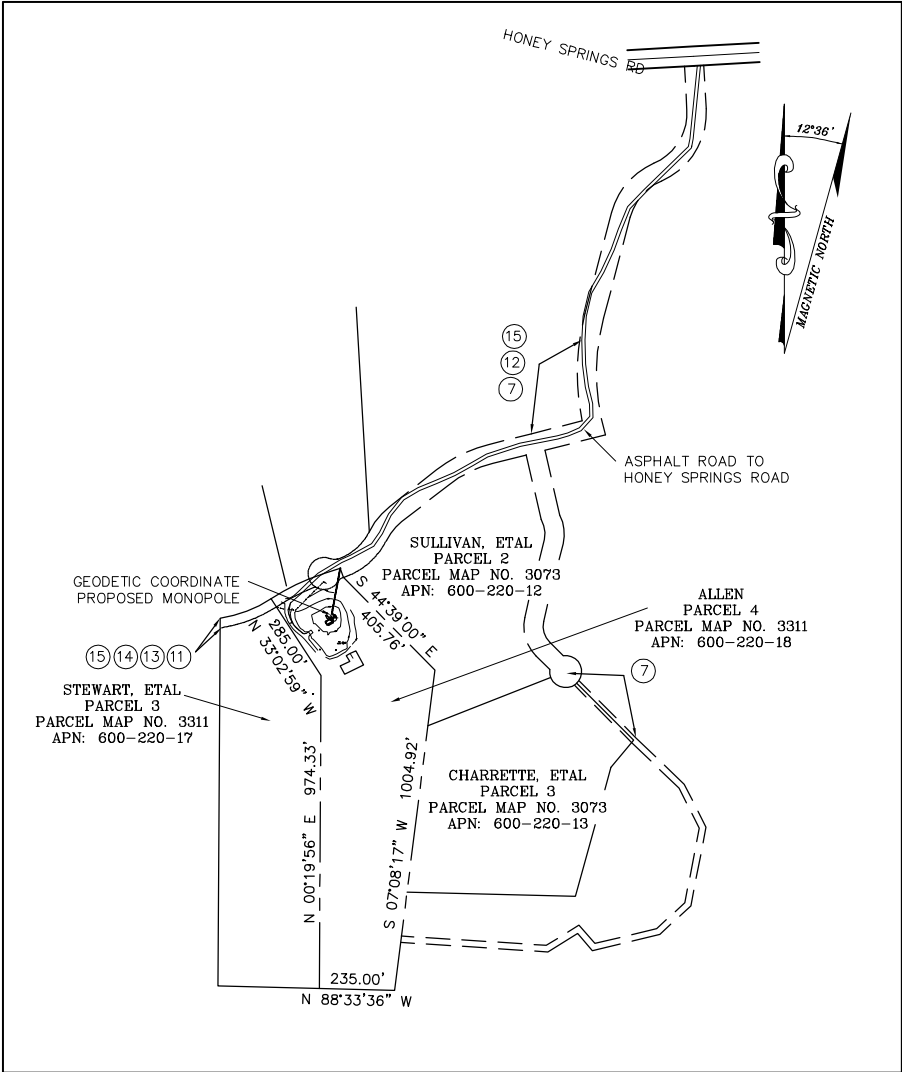 HONEY SPRINGS RD
12°36'
MAGNETIC NORTH
15
12
7
ASPHALT ROAD TO
HONEY SPRINGS ROAD
SULLIVAN, ETAL
PARCEL 2
PARCEL MAP NO. 3073
APN: 600-220-12
GEODETIC COORDINATE
PROPOSED MONOPOLE
S 44°39'00" E
405.76'
ALLEN
PARCEL 4
PARCEL MAP NO. 3311
APN: 600-220-18
285.00'
N 33°02'59" W
15 14 13 11
7
STEWART, ETAL
PARCEL 3
PARCEL MAP NO. 3311
APN: 600-220-17
N 00°19'56" E 974.33'
S 07°08'17" W 1004.92'
CHARRETTE, ETAL
PARCEL 3
PARCEL MAP NO. 3073
APN: 600-220-13
235.00'
N 88°33'36" W